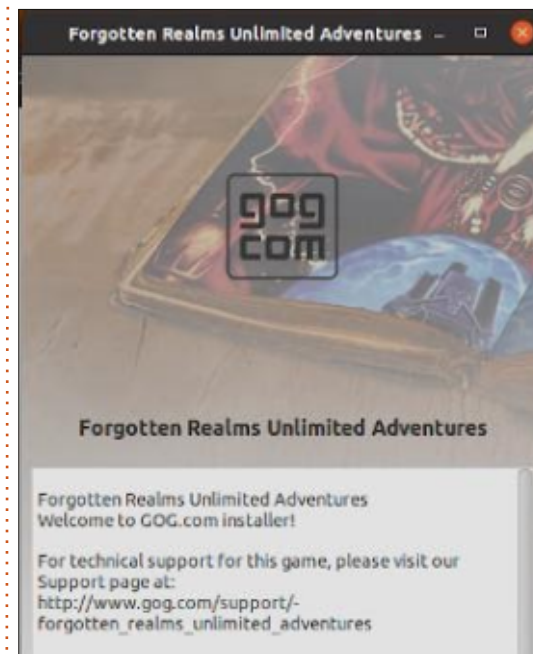 Forgotten Realms Unlimited Adventures
gog
com
Forgotten Realms Unlimited Adventures
Forgotten Realms Unlimited Adventures
Welcome to GOG.com installer!
For technical support for this game, please visit our
Support page at:
http://www.gog.com/support/-
forgotten_realms_unlimited_adventures